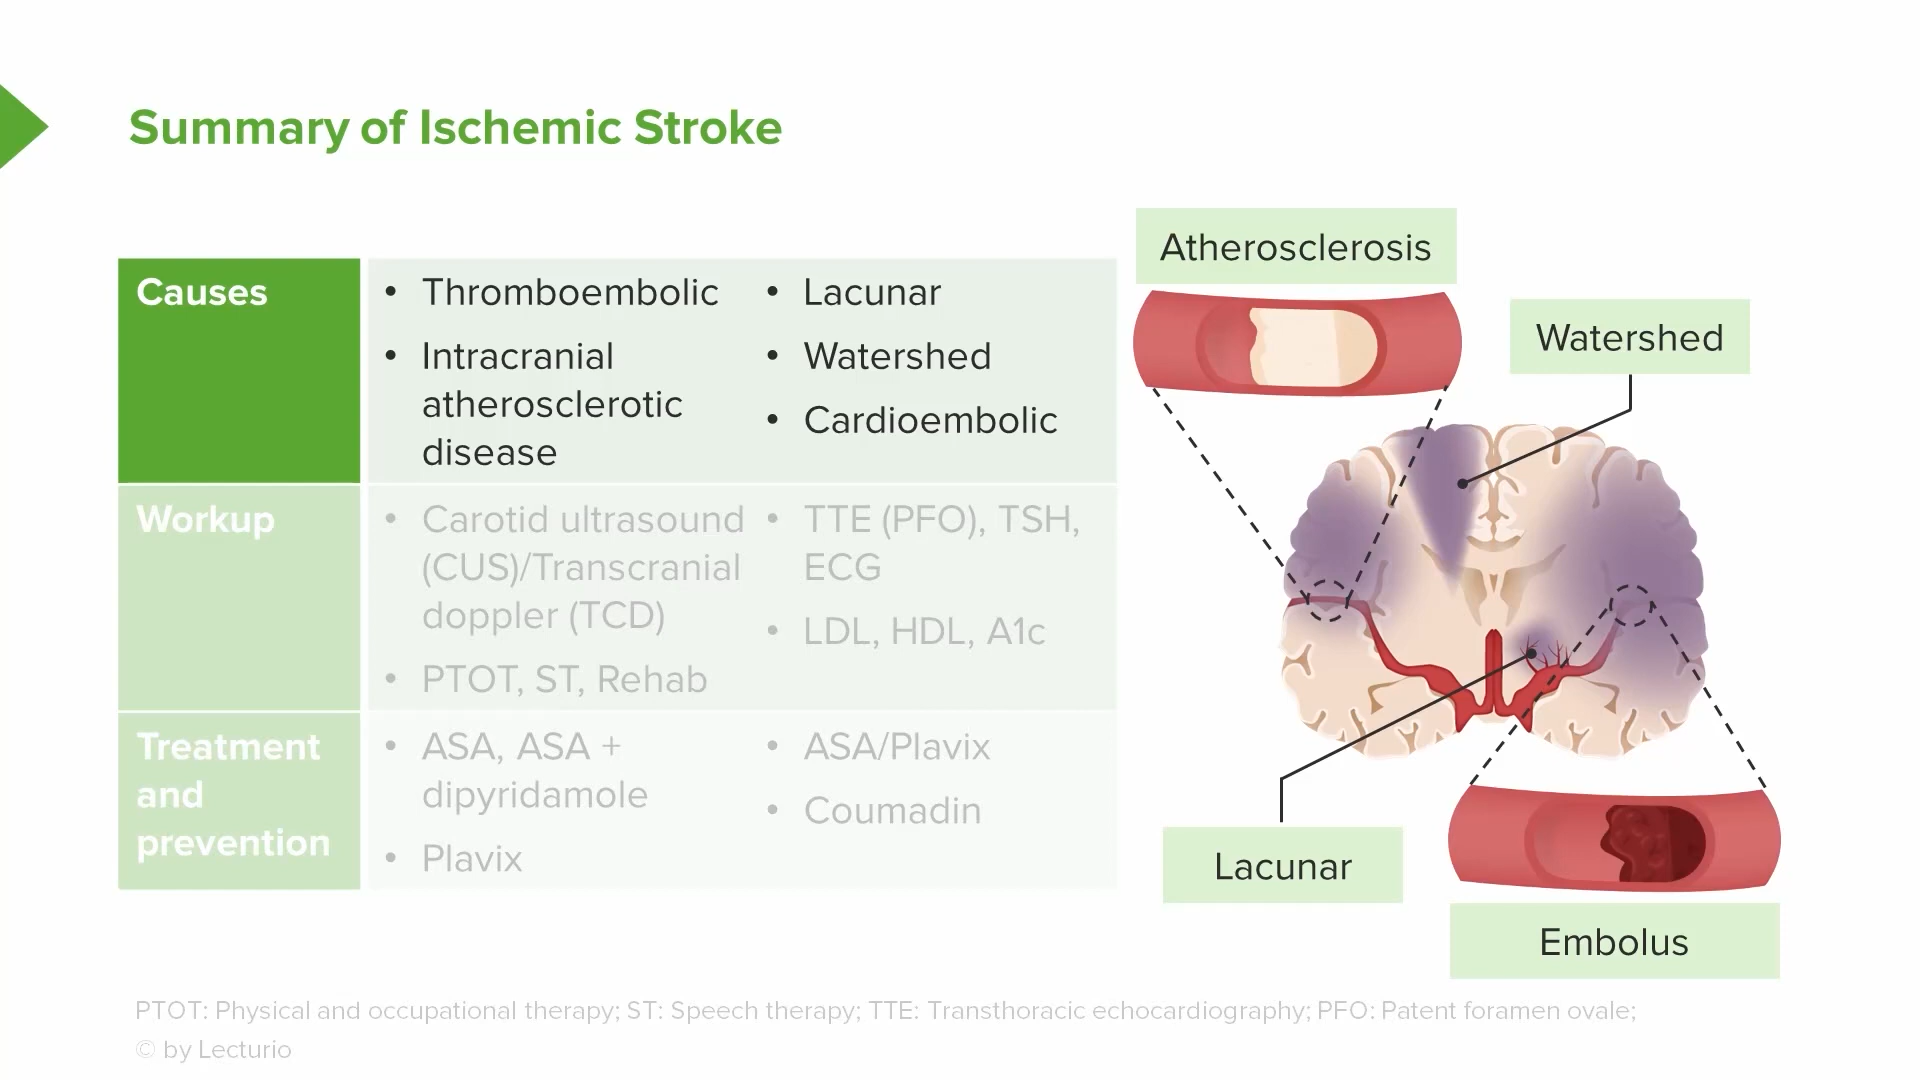 Summary of Ischemic Stroke
Causes
• Thromboembolic
• Intracranial
atherosclerotic
disease
• Lacunar
• Watershed
• Cardioembolic
Workup
• Carotid ultrasound
(CUS)/Transcranial
doppler (TCD)
• PTOT, ST, Rehab
• TTE (PFO), TSH,
ECG
• LDL, HDL, A1c
Treatment
and
prevention
• ASA, ASA +
dipyridamole
• Plavix
• ASA/Plavix
• Coumadin
Atherosclerosis
Watershed
Lacunar
Embolus
PTOT: Physical and occupational therapy; ST: Speech therapy; TTE: Transthoracic echocardiography; PFO: Patent foramen ovale;
© by Lecturio